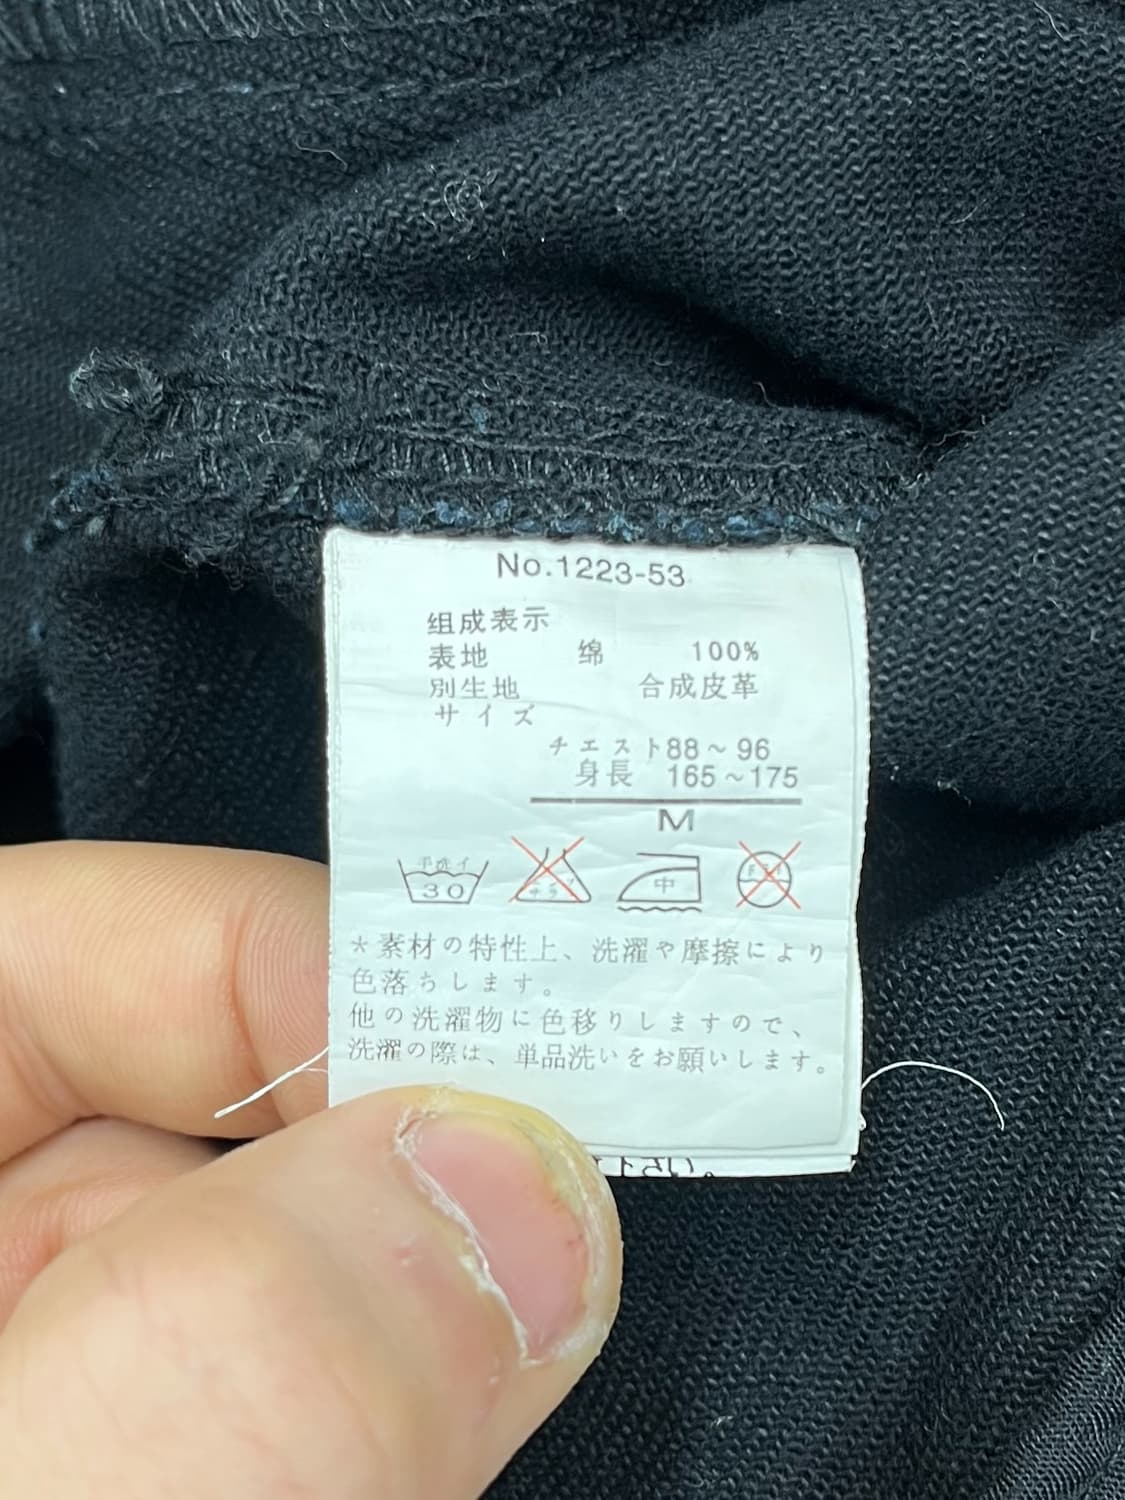 No.1223-53
组成表示
表地 绵 100%
別生地 合成皮革
サイズ
チェスト88～96
身長 165～175
M
手洗イ
30
中
＊素材の特性上、洗濯や摩擦により
色落ちします。
他の洗濯物に色移りしますので、
洗濯の際は、単品洗いをお願いします。